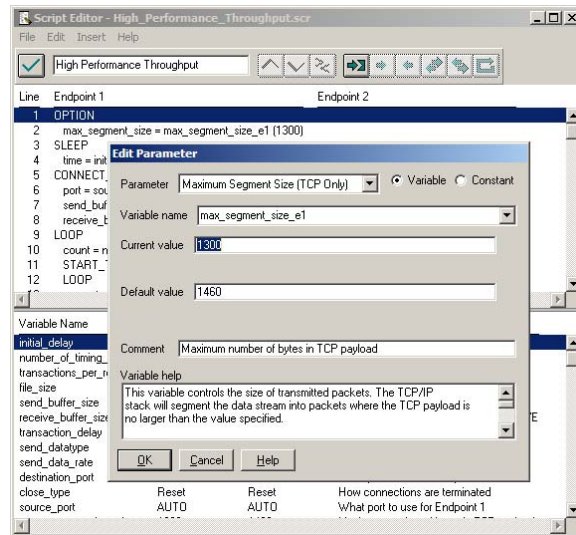 Script Editor - High_Performance_Throughput.scr
File Edit Insert Help
High Performance Throughput
Line Endpoint 1 Endpoint 2
1 OPTION
2 max_segment_size = max_segment_size_e1 (1300)
3 SLEEP
4 time = init
5 CONNECT_
6 port = sou
7 send_buf
8 receive_b
9 LOOP
10 count = n
11 START_T
12 LOOP
Edit Parameter
Parameter Maximum Segment Size (TCP Only) Variable Constant
Variable name max_segment_size_e1
Current value 1300
Default value 1460
Comment Maximum number of bytes in TCP payload
Variable help
This variable controls the size of transmitted packets. The TCP/IP
stack will segment the data stream into packets where the TCP payload is
no larger than the value specified.
OK Cancel Help
Variable Name
initial_delay
number_of_timing_
transactions_per_r
file_size
send_buffer_size
receive_buffer_size
transaction_delay
send_datatype
send_data_rate
destination_port
close_type Reset Reset How connections are terminated
source_port AUTO AUTO What port to use for Endpoint 1